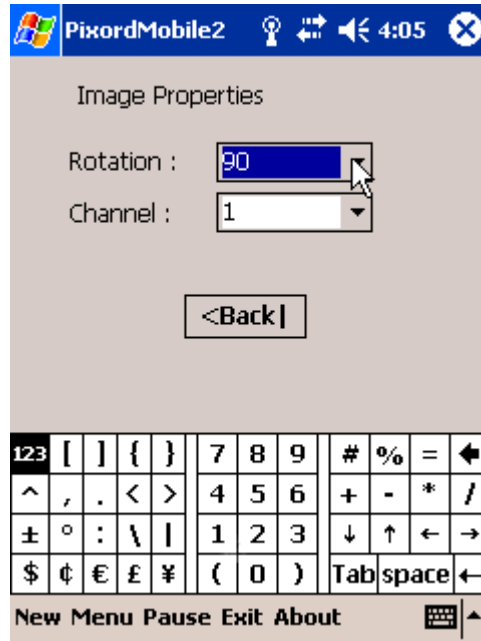 PixordMobile2 4:05
Image Properties
Rotation : 90
Channel : 1
<Back|
123 [ ] { } 7 8 9 # % = ←
^ , . < > 4 5 6 + - * /
± ° : \ | 1 2 3 ↓ ↑ ← →
$ ¢ € £ ¥ ( 0 ) Tab space ←
New Menu Pause Exit About